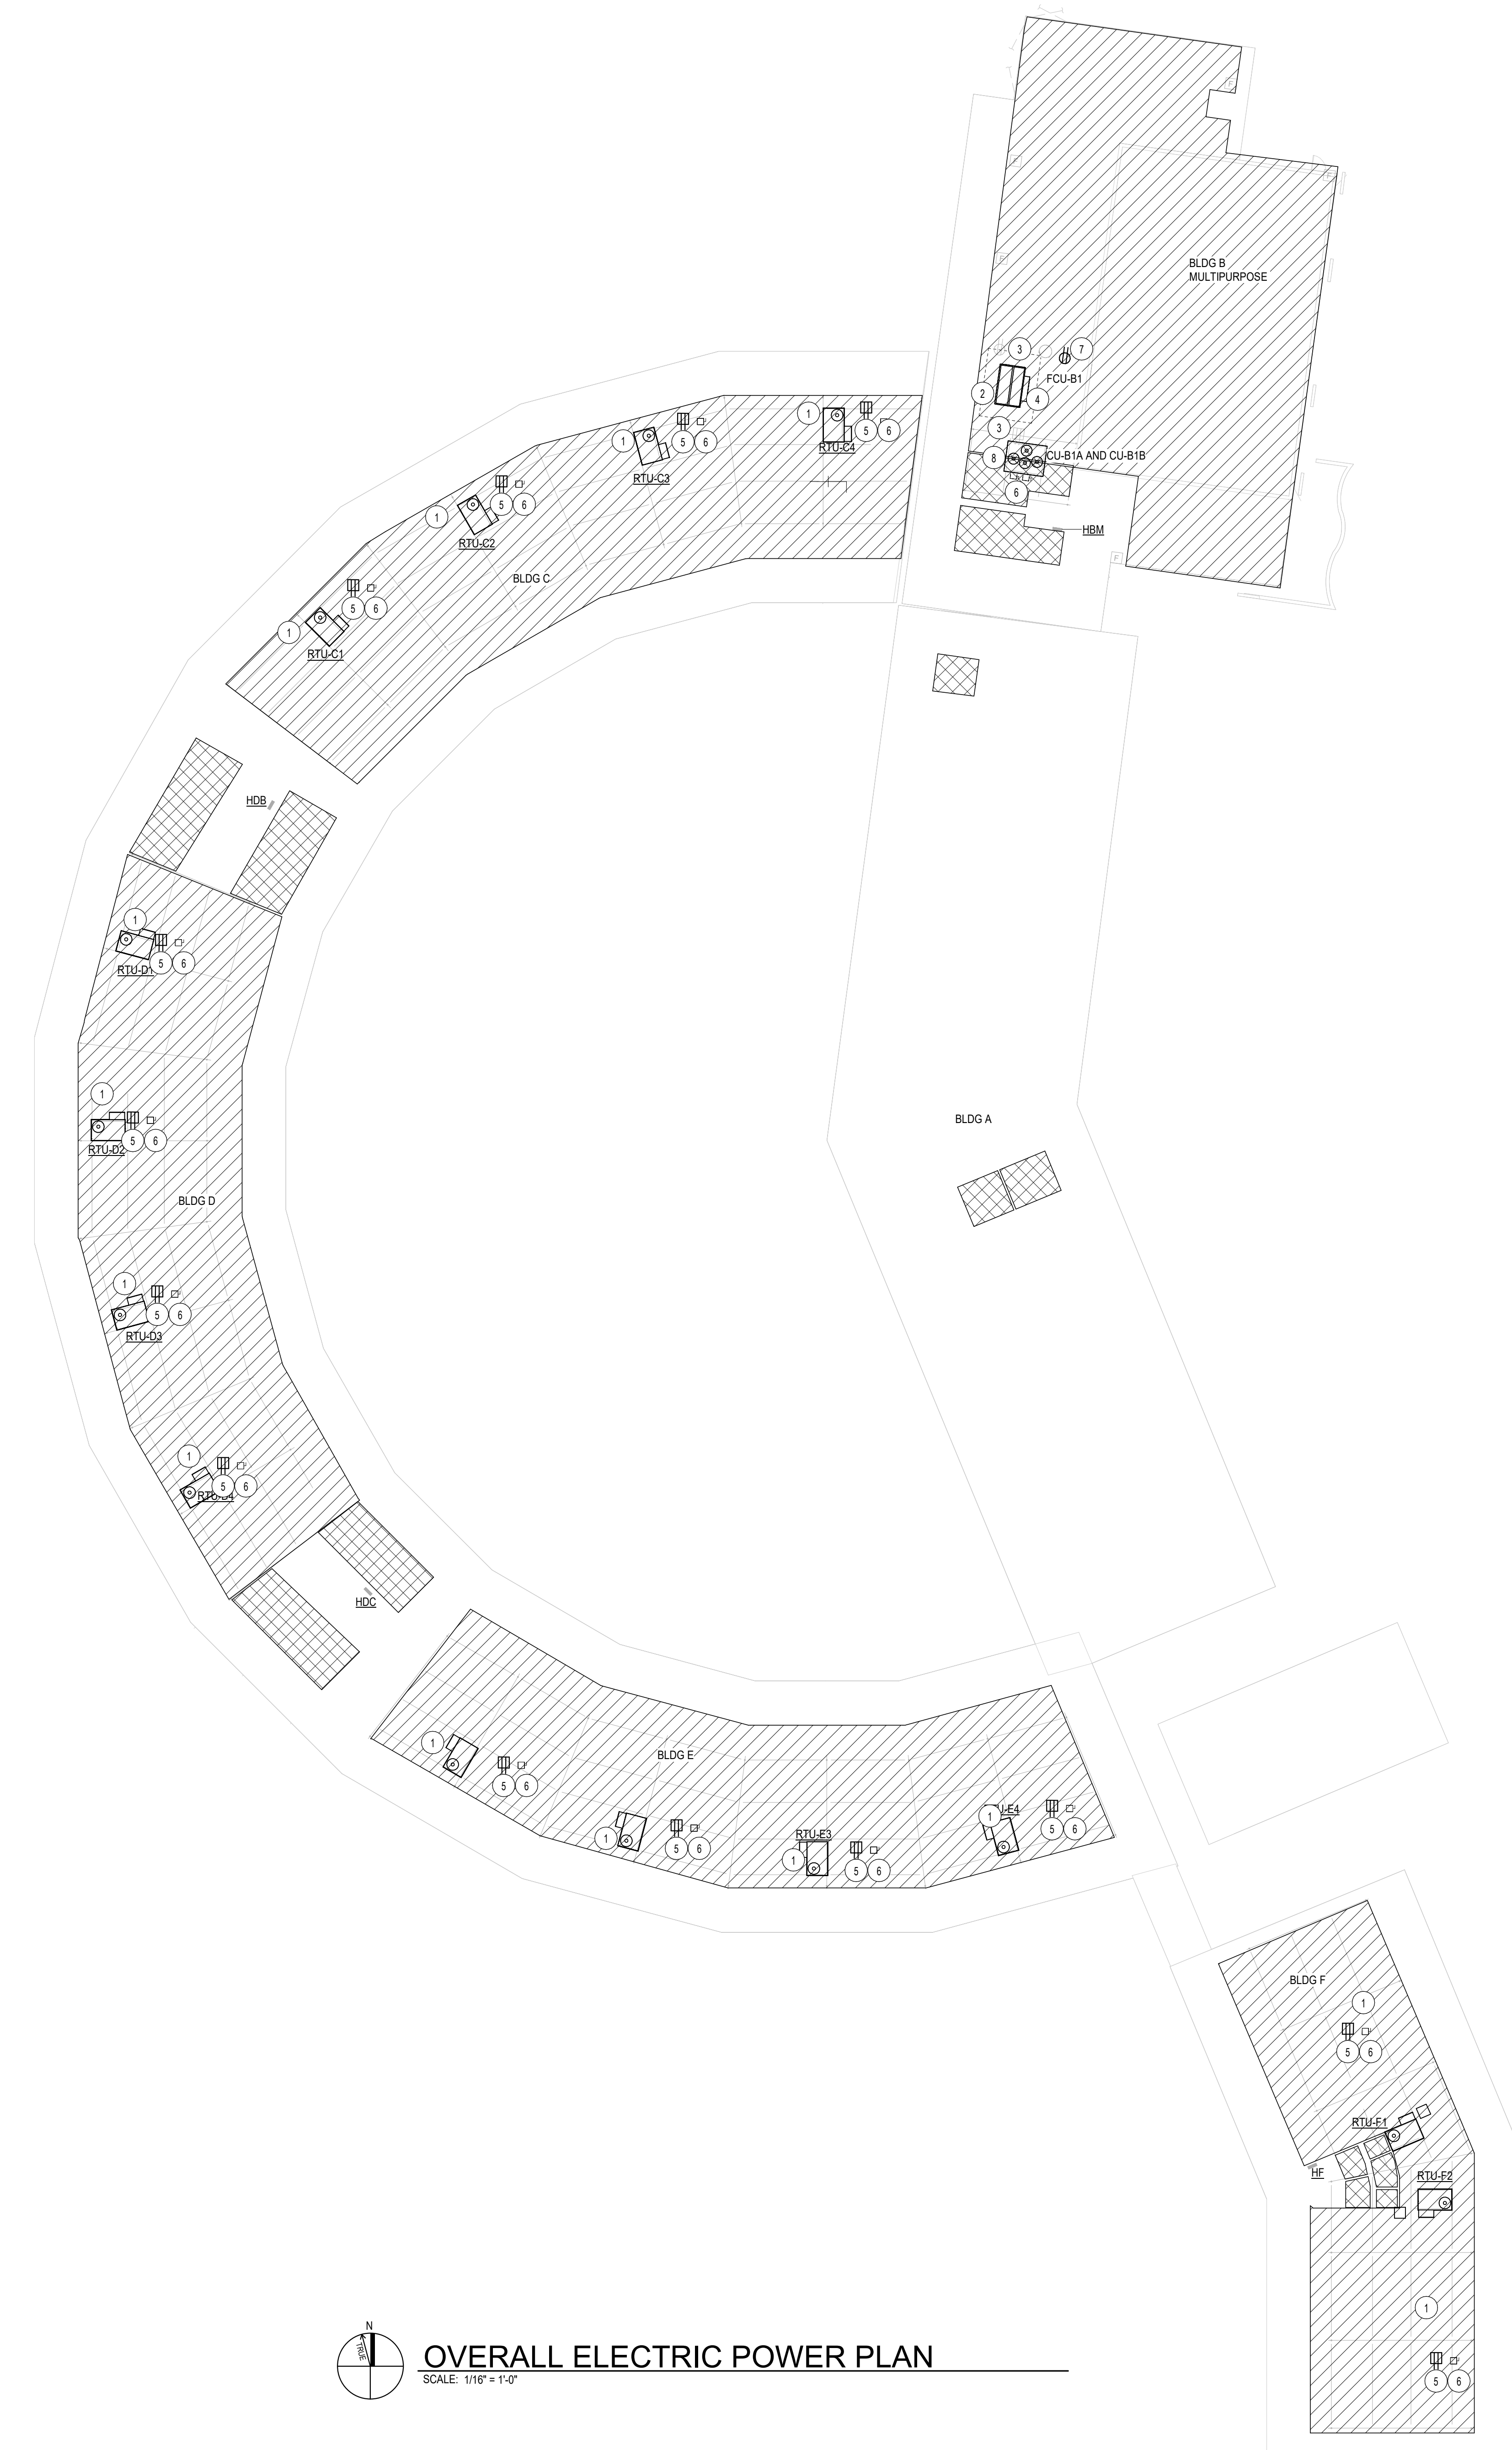 F
F
F
F
BLDG B
MULTIPURPOSE
3
7
FCU-B1
2
4
3
8
CU-B1A AND CU-B1B
6
HBM
F
1
5
6
RTU-C4
1
5
6
RTU-C3
1
5
6
RTU-C2
BLDG C
1
5
6
RTU-C1
HDB
1
5
6
RTU-D1
1
5
6
RTU-D2
BLDG A
BLDG D
1
5
6
RTU-D3
1
5
6
RTU-D4
HDC
1
5
6
BLDG E
1
5
6
RTU-E3
1
5
6
1
5
6
BLDG F
1
5
6
RTU-F1
HF
RTU-F2
1
5
6
N
TRUE
OVERALL ELECTRIC POWER PLAN
SCALE: 1/16" = 1'-0"